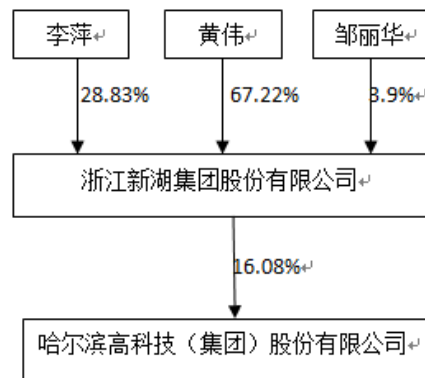 李萍 黄伟 邹丽华
28.83% 67.22% 3.9%
浙江新湖集团股份有限公司
16.08%
哈尔滨高科技（集团）股份有限公司